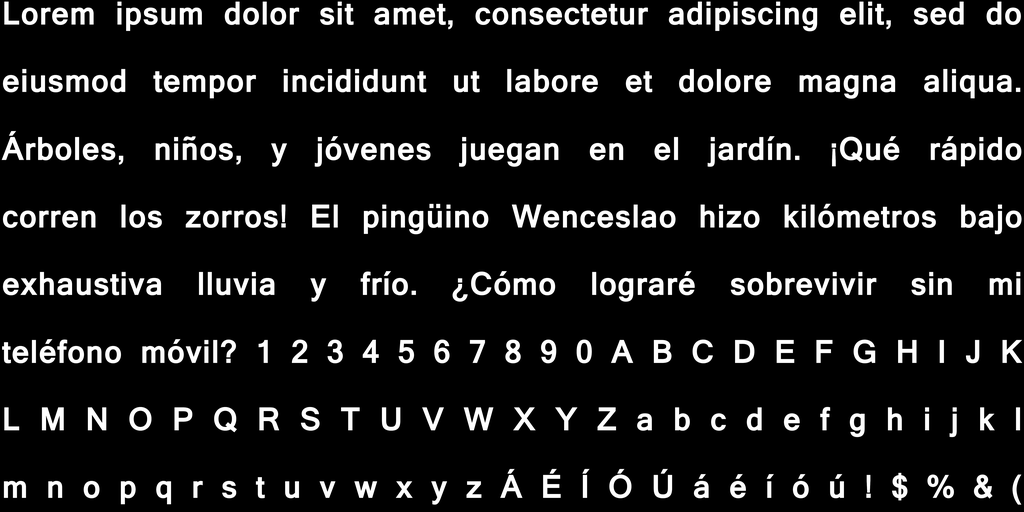 Lorem ipsum dolor sit amet, consectetur adipiscing elit, sed do
eiusmod tempor incididunt ut labore et dolore magna aliqua.
Árboles, niños, y jóvenes juegan en el jardín. ¡Qué rápido
corren los zorros! El pingüino Wenceslao hizo kilómetros bajo
exhaustiva lluvia y frío. ¿Cómo lograré sobrevivir sin mi
teléfono móvil? 1 2 3 4 5 6 7 8 9 0 A B C D E F G H I J K
L M N O P Q R S T U V W X Y Z a b c d e f g h i j k l
m n o p q r s t u v w x y z Á É Í Ó Ú á é í ó ú ! $ % & (